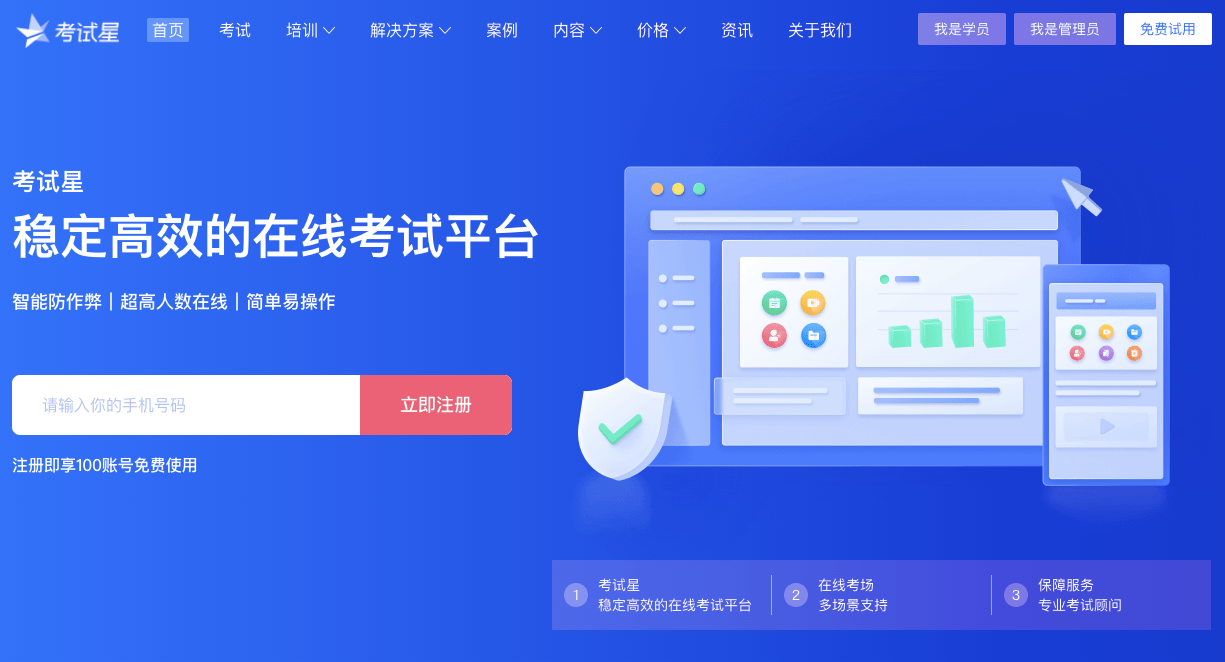 考试星
首页 考试 培训 解决方案 案例 内容 价格 资讯 关于我们
我是学员 我是管理员 免费试用
考试星
稳定高效的在线考试平台
智能防作弊｜超高人数在线｜简单易操作
请输入你的手机号码 立即注册
注册即享100账号免费使用
1 考试星
稳定高效的在线考试平台
2 在线考场
多场景支持
3 保障服务
专业考试顾问